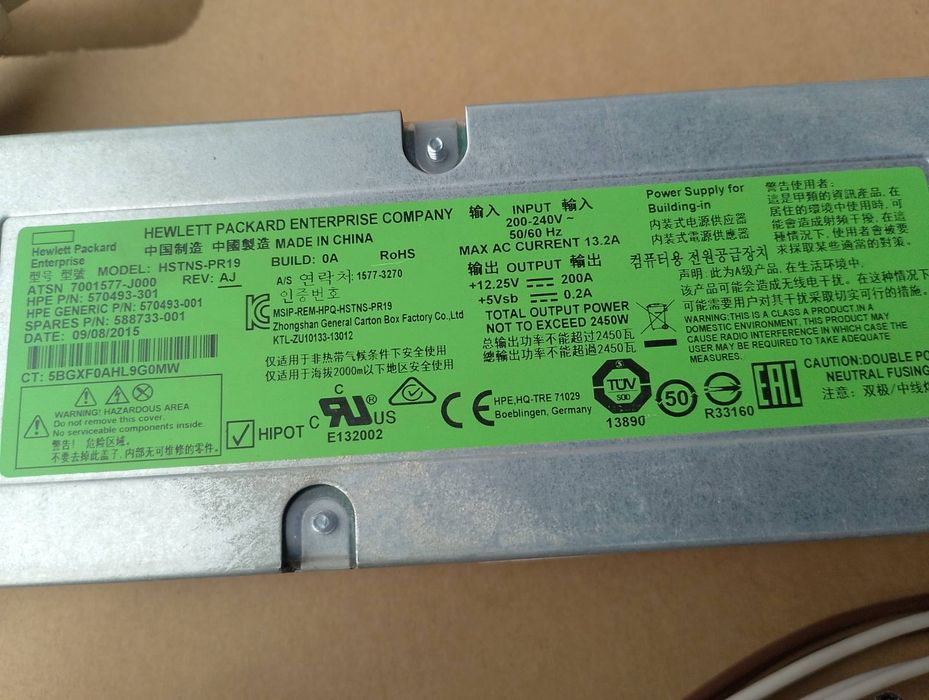 Hewlett Packard
Enterprise
HEWLETT PACKARD ENTERPRISE COMPANY
中国制造 中國製造 MADE IN CHINA
型号 型號 MODEL: HSTNS-PR19
REV: AJ
BUILD: 0A RoHS
ATSN 7001577-J000
HPE P/N: 570493-301
HPE GENERIC P/N: 570493-001
SPARES P/N: 588733-001
DATE: 09/08/2015
CT: 5BGXF0AHL9G0MW
WARNING! HAZARDOUS AREA
Do not remove this cover.
No serviceable components inside.
警告! 危险区域。
不要去掉此盖子, 内部无可维修的零件。
A/S 연락처: 1577-3270
인증번호
MSIP-REM-HPQ-HSTNS-PR19
Zhongshan General Carton Box Factory Co.,Ltd
KTL-ZU10133-13012
仅适用于非热带气候条件下安全使用
仅适用于海拔2000m以下地区安全使用
HIPOT
C UL US
®
E132002
输入 INPUT 輸入
200-240V ~
50/60 Hz
MAX AC CURRENT 13.2A
输出 OUTPUT 輸出
+12.25V 200A
+5Vsb 0.2A
TOTAL OUTPUT POWER
NOT TO EXCEED 2450W
总输出功率不能超过2450瓦
總輸出功率不能超過2450瓦
CE
HPE,HQ-TRE 71029
Boeblingen, Germany
TUV
SUD
13890
50
R33160
EAC
Power Supply for
Building-in
内装式电源供应器
內裝式電源供應器
컴퓨터용 전원공급장치
警告使用者:
這是甲類的資訊產品, 在
居住的環境中使用時, 可
能會造成射頻干擾, 在這
種情況下, 使用者會被要
求採取某些適當的對策。
声明: 此为A级产品, 在生活环境中,
该产品可能会造成无线电干扰。在这种情况下
可能需要用户对其干扰采取切实可行的措施。
WARNING:THIS IS A CLASS A PRODUCT. IN A
DOMESTIC ENVIRONMENT, THIS PRODUCT MAY
CAUSE RADIO INTERFERENCE IN WHICH CASE THE
USER MAY BE REQUIRED TO TAKE ADEQUATE
MEASURES.
CAUTION:DOUBLE PO
NEUTRAL FUSING
注意: 双极/中线